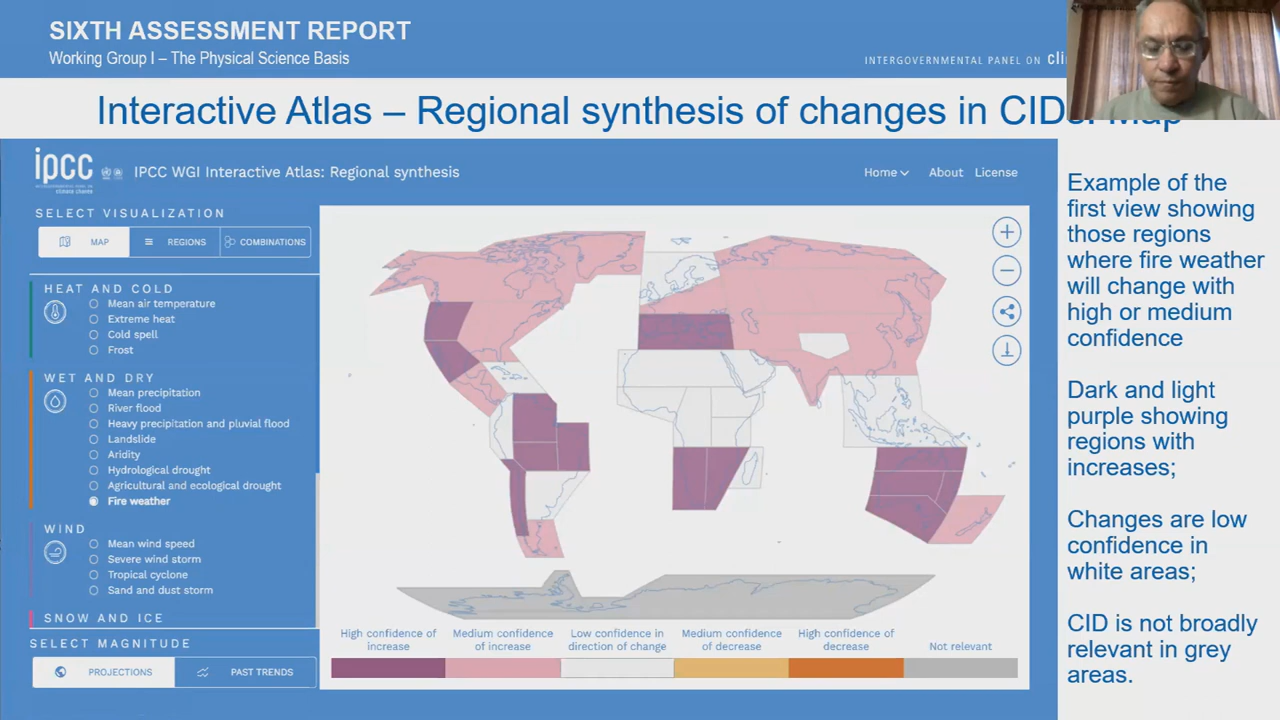 SIXTH ASSESSMENT REPORT
Working Group I – The Physical Science Basis
INTERGOVERNMENTAL PANEL ON cli
Interactive Atlas – Regional synthesis of changes in CIDs: Map
ipcc
IPCC WGI Interactive Atlas: Regional synthesis
Home
About
License
SELECT VISUALIZATION
MAP
REGIONS
COMBINATIONS
HEAT AND COLD
Mean air temperature
Extreme heat
Cold spell
Frost
WET AND DRY
Mean precipitation
River flood
Heavy precipitation and pluvial flood
Landslide
Aridity
Hydrological drought
Agricultural and ecological drought
Fire weather
WIND
Mean wind speed
Severe wind storm
Tropical cyclone
Sand and dust storm
SNOW AND ICE
SELECT MAGNITUDE
PROJECTIONS
PAST TRENDS
High confidence of
increase
Medium confidence
of increase
Low confidence in
direction of change
Medium confidence
of decrease
High confidence of
decrease
Not relevant
Example of the
first view showing
those regions
where fire weather
will change with
high or medium
confidence
Dark and light
purple showing
regions with
increases;
Changes are low
confidence in
white areas;
CID is not broadly
relevant in grey
areas.